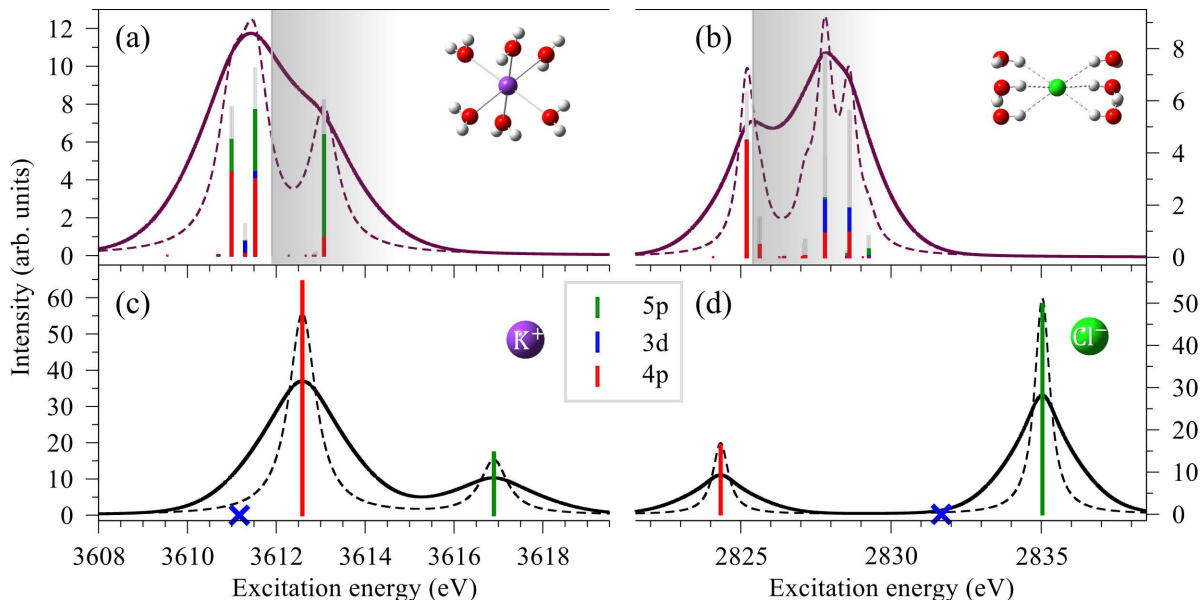 (a)
(b)
12
10
8
6
4
2
0
8
6
4
2
0
Intensity (arb. units)
(c)
(d)
60
50
40
30
20
10
0
50
40
30
20
10
0
K+
Cl−
5p
3d
4p
3608 3610 3612 3614 3616 3618
2825 2830 2835
Excitation energy (eV)
Excitation energy (eV)